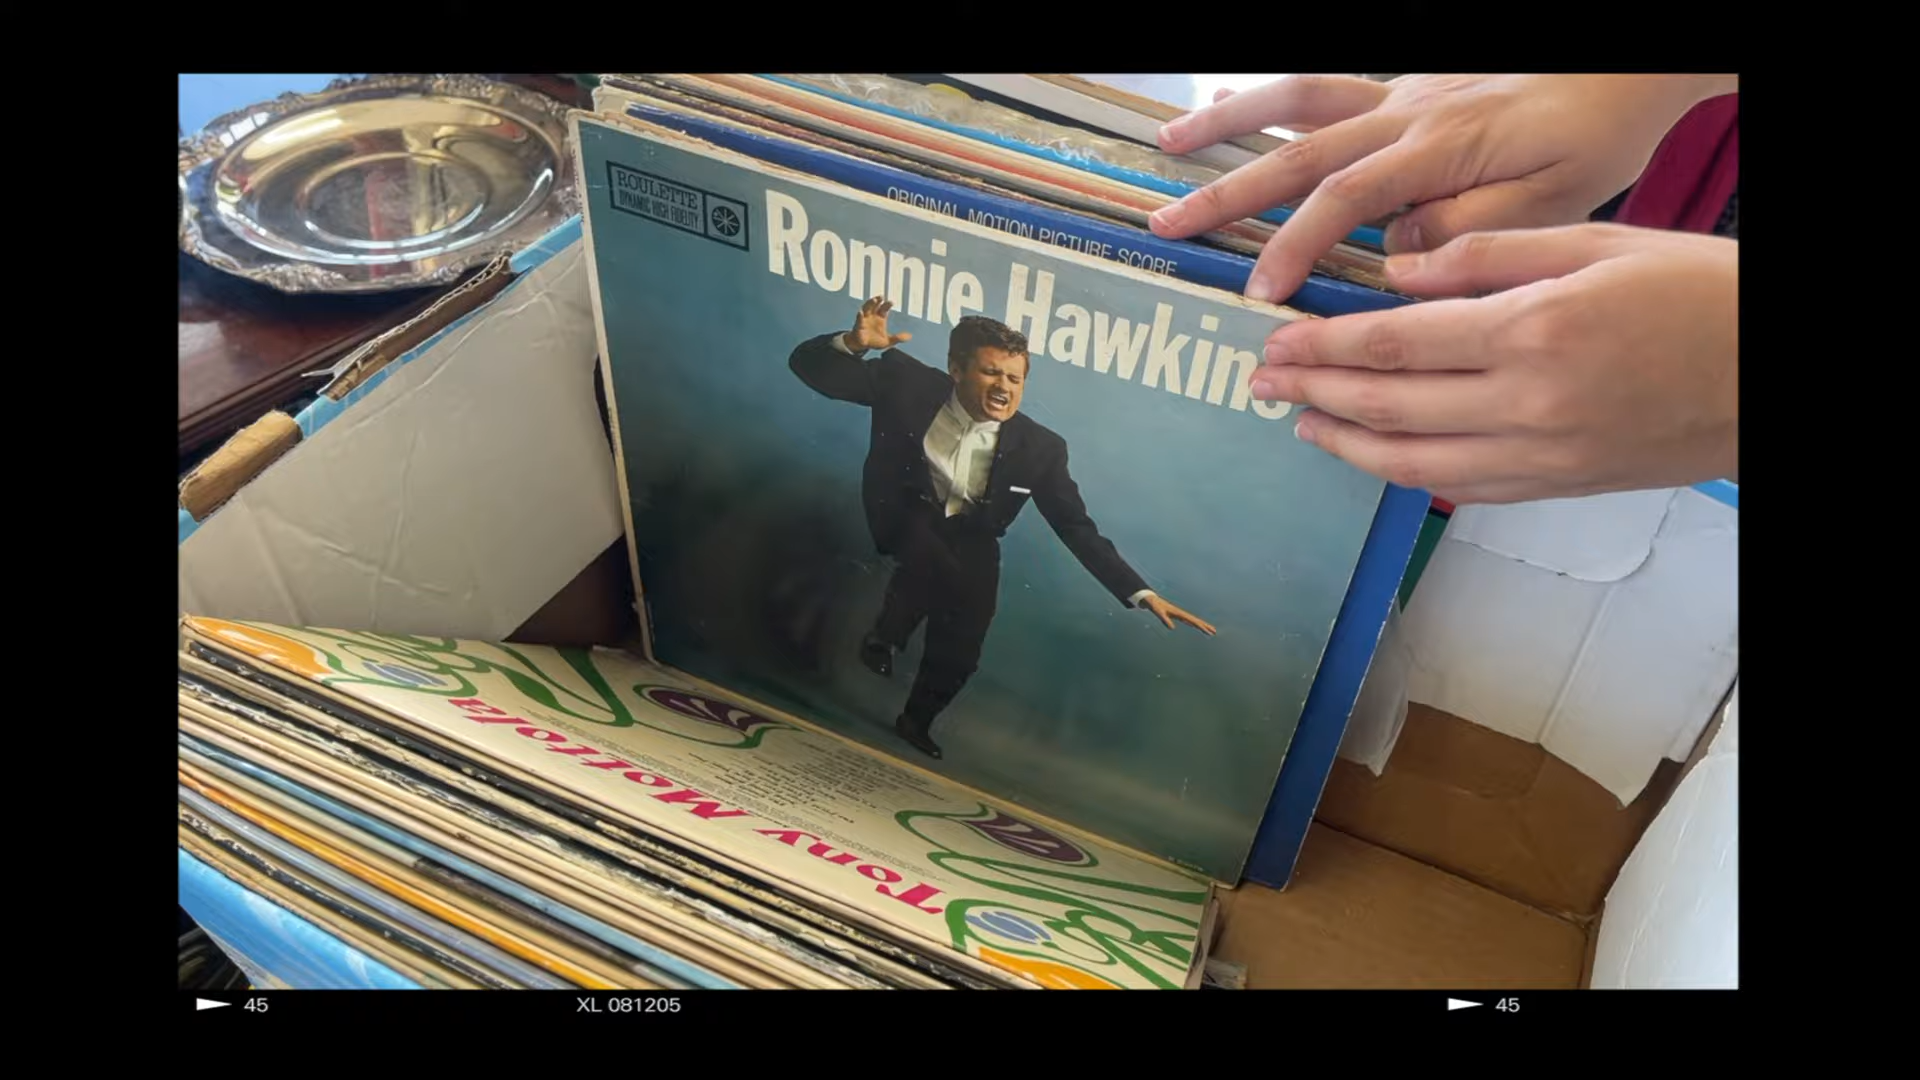 ROULETTE
DYNAMIC HIGH FIDELITY
Ronnie Hawkins
ORIGINAL MOTION PICTURE SCORE
Tony Mottola
45
XL 081205
45